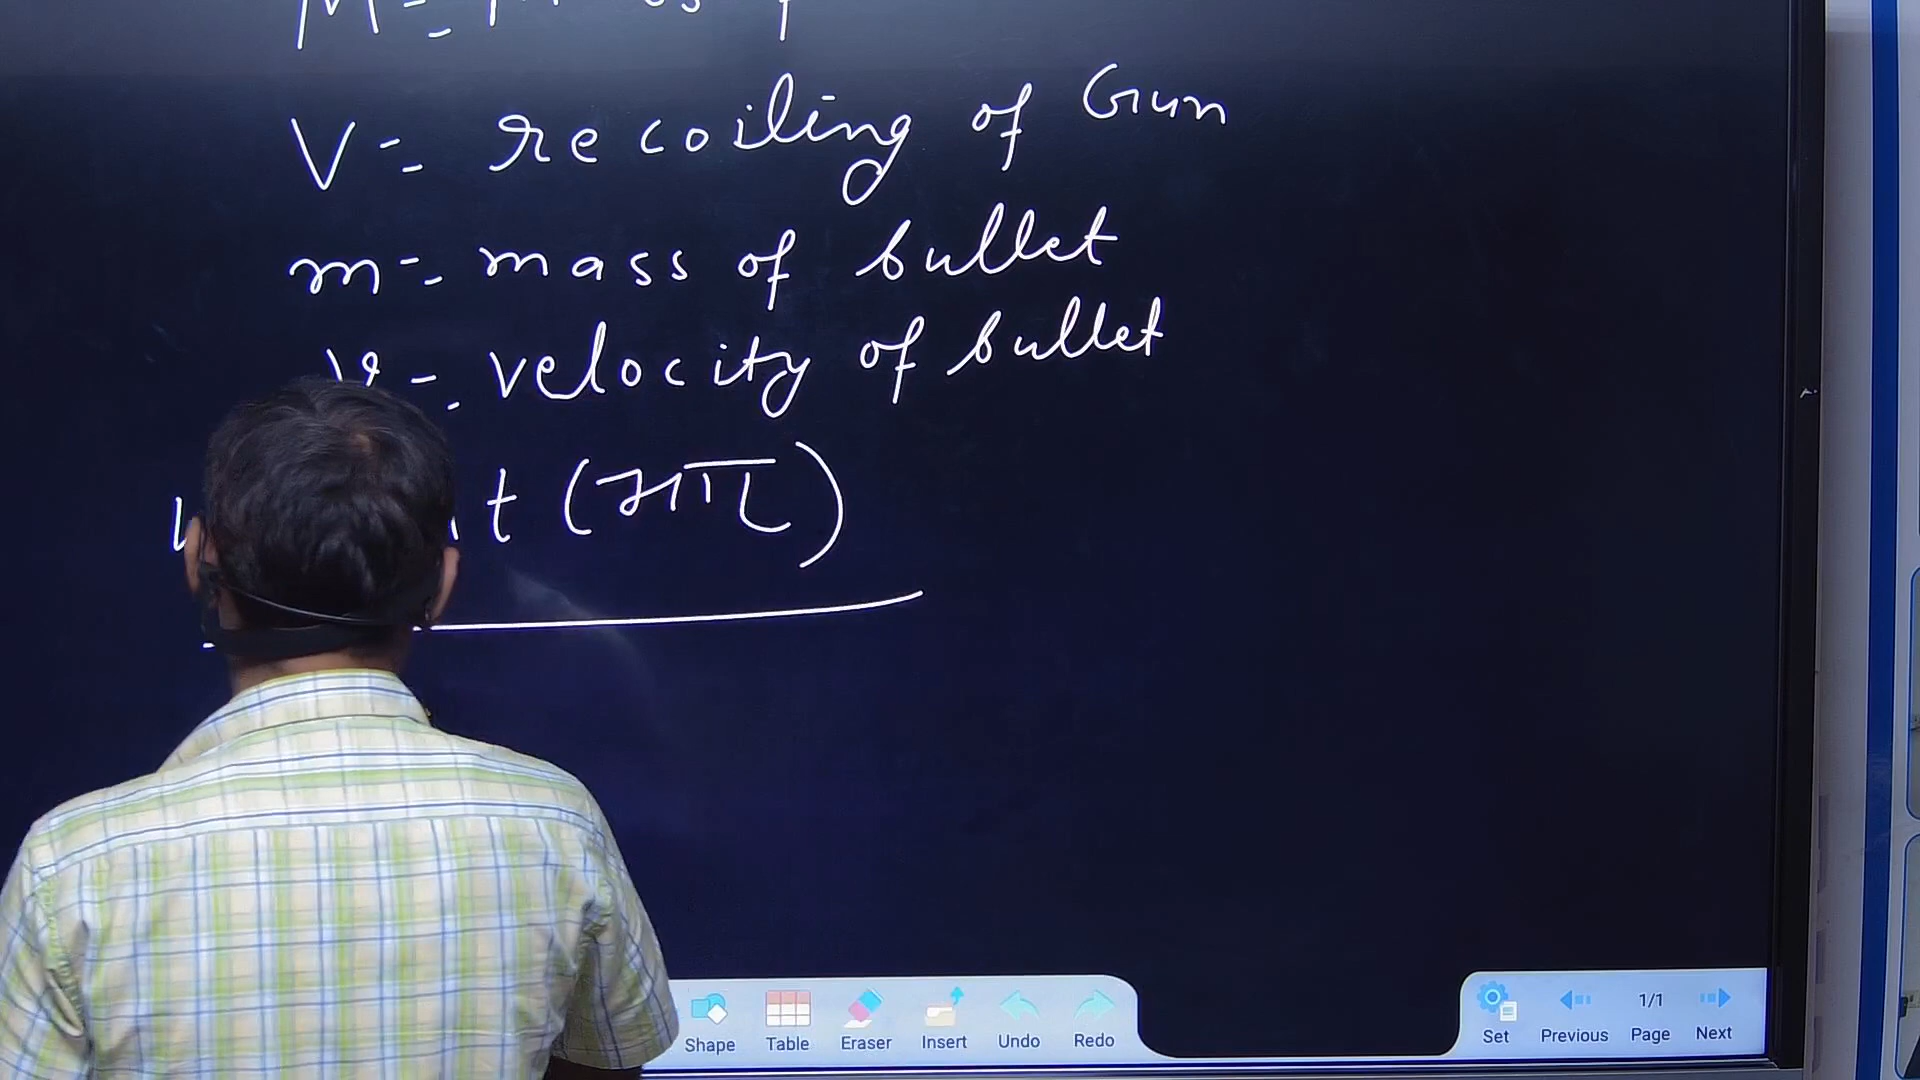 V = recoiling of Gun
m = mass of bullet
v = velocity of bullet
Shape Table Eraser Insert Undo Redo
Set Previous 1/1 Page Next